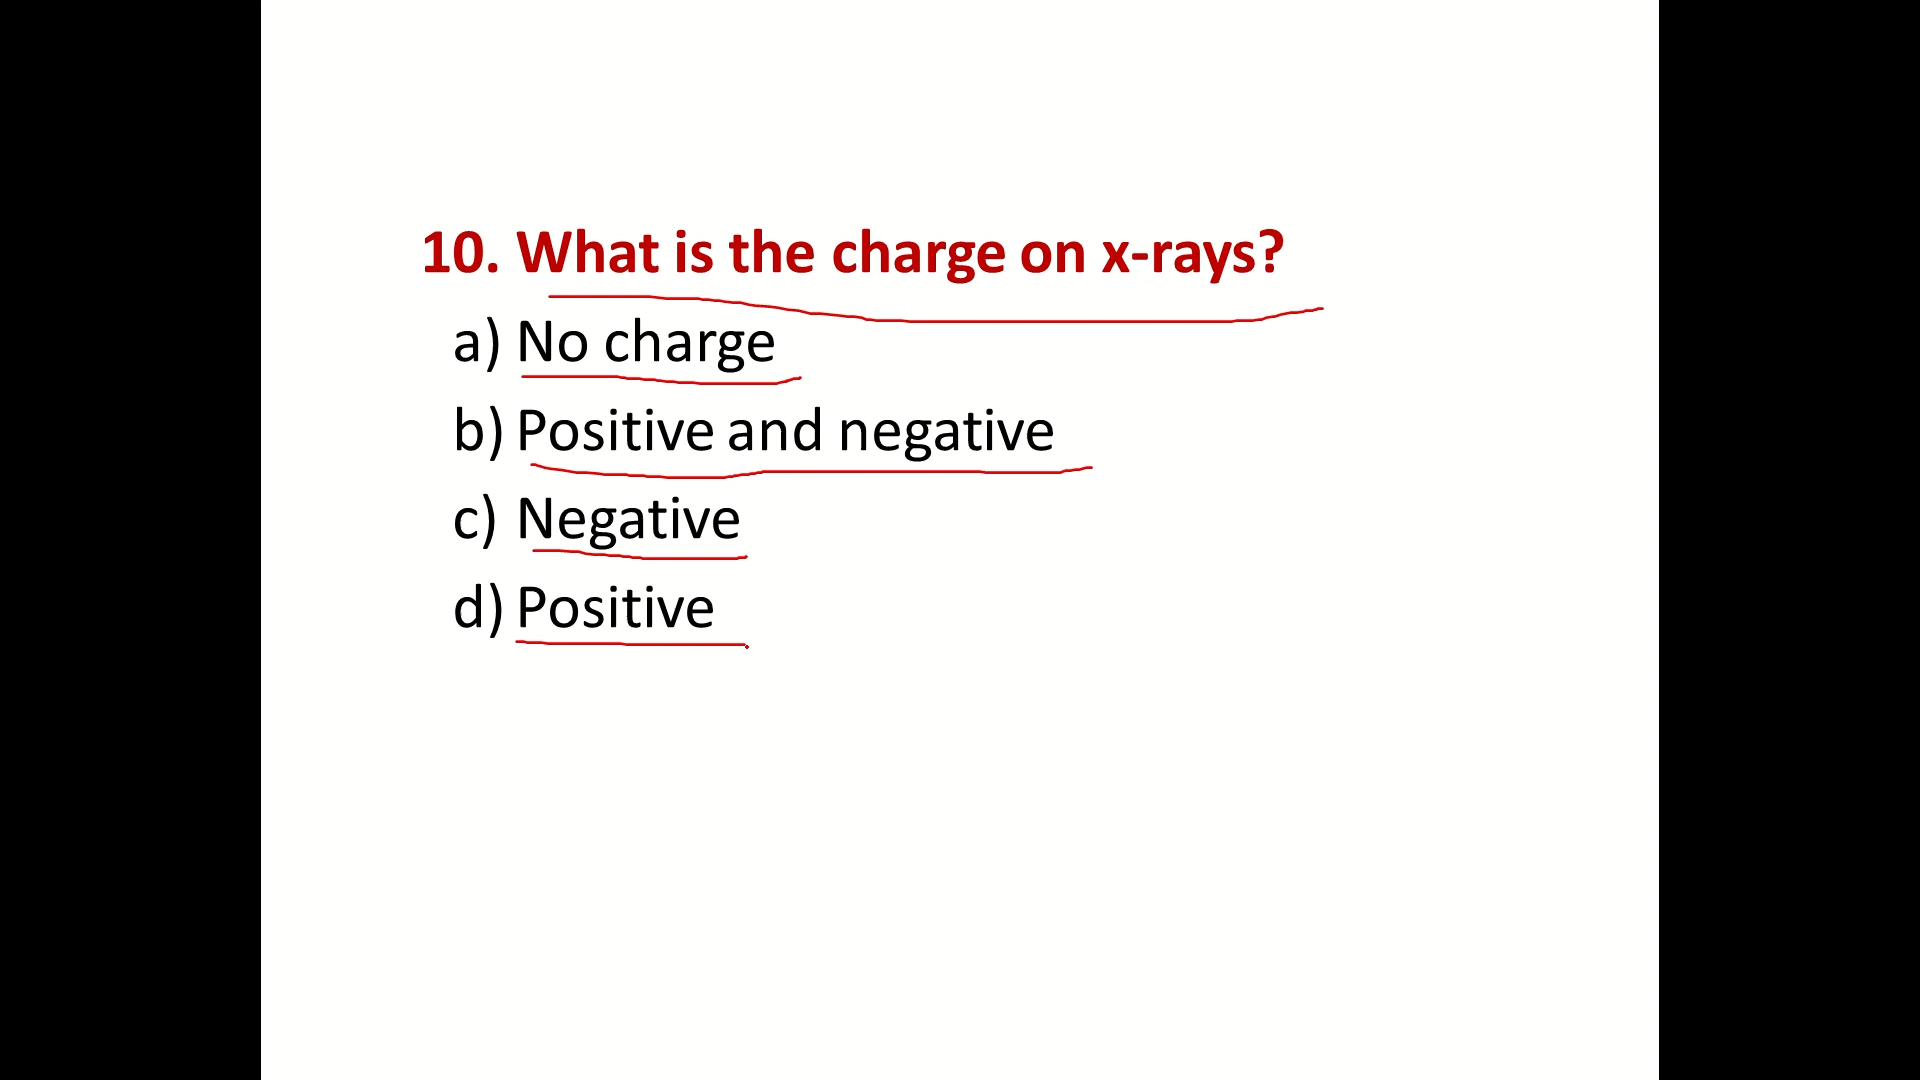 10. What is the charge on x-rays?
a) No charge
b) Positive and negative
c) Negative
d) Positive